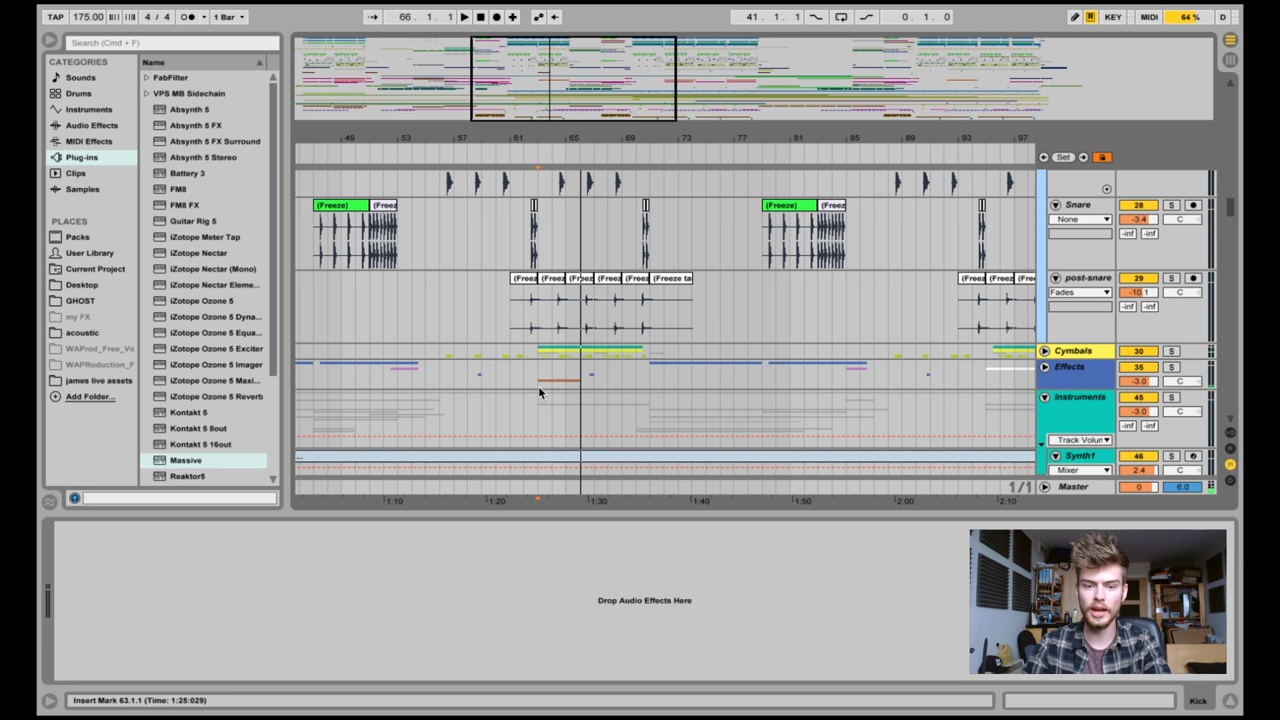 TAP 175.00 4 / 4 1 Bar 66. 1. 1 41. 1. 1 0. 1. 0 KEY MIDI 64 % D
Search (Cmd + F)
CATEGORIES
Sounds
Drums
Instruments
Audio Effects
MIDI Effects
Plug-ins
Clips
Samples
PLACES
Packs
User Library
Current Project
Desktop
GHOST
my FX
acoustic
WAProd_Free_Vo
WAPRoduction_F
james live assets
Add Folder...
Name
FabFilter
VPS MB Sidechain
Absynth 5
Absynth 5 FX
Absynth 5 FX Surround
Absynth 5 Stereo
Battery 3
FM8
FM8 FX
Guitar Rig 5
iZotope Meter Tap
iZotope Nectar
iZotope Nectar (Mono)
iZotope Nectar Eleme...
iZotope Ozone 5
iZotope Ozone 5 Dyna...
iZotope Ozone 5 Equa...
iZotope Ozone 5 Exciter
iZotope Ozone 5 Imager
iZotope Ozone 5 Maxi...
iZotope Ozone 5 Reverb
Kontakt 5
Kontakt 5 8out
Kontakt 5 16out
Massive
Reaktor5
49 53 57 61 65 69 73 77 81 85 89 93 97
Set
(Freeze) (Freez (Freeze) (Freez
Snare 28 S
None -3.4 C
-inf -inf
(Freez (Freez (Fr ze (Freez (Freez (Freeze ta (Freez (Freez (Free
post-snare 29 S
Fades -10.1 C
-inf -inf
Cymbals 30 S
Effects 35 S
-3.0 C
Instruments 45 S
-3.0 C
-inf -inf
Track Volur
...
Synth1 46 S
Mixer 2.4 C
1/1
Master 0 6.0
1:10 1:20 1:30 1:40 1:50 2:00 2:10
Drop Audio Effects Here
Insert Mark 63.1.1 (Time: 1:25:029)
Kick